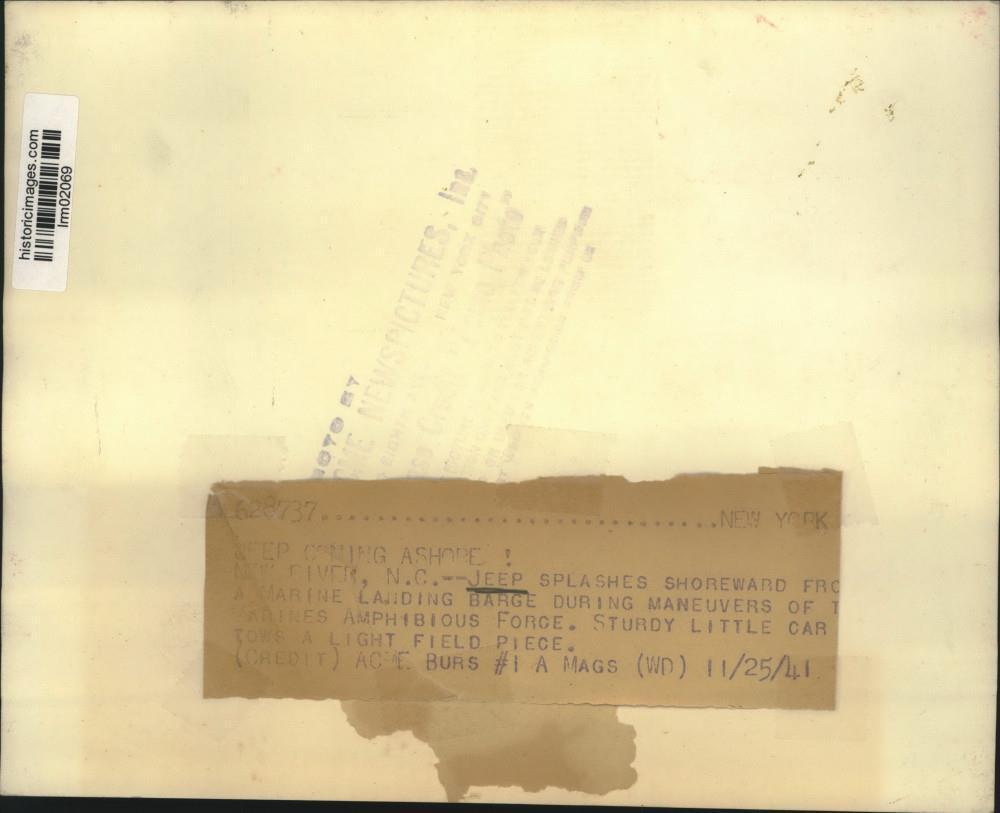 historicimages.com
lrm02069
NEWSPICTURES, Inc.
NEW YORK CITY
628737........................................NEW YORK
JEEP COMING ASHORE !
NEW RIVER, N.C.--JEEP SPLASHES SHOREWARD FRO
A MARINE LANDING BARGE DURING MANEUVERS OF T
MARINES AMPHIBIOUS FORCE. STURDY LITTLE CAR
TOWS A LIGHT FIELD PIECE.
(CREDIT) ACME BURS #1 A MAGS (WD) 11/25/41